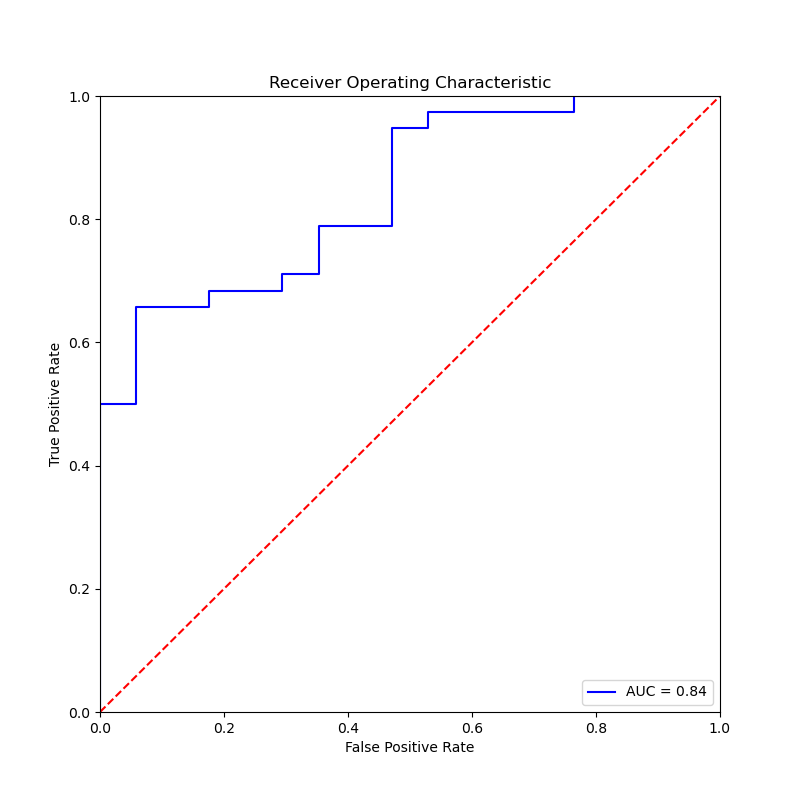 Receiver Operating Characteristic
1.0
0.8
0.6
0.4
0.2
0.0
True Positive Rate
AUC = 0.84
0.0 0.2 0.4 0.6 0.8 1.0
False Positive Rate